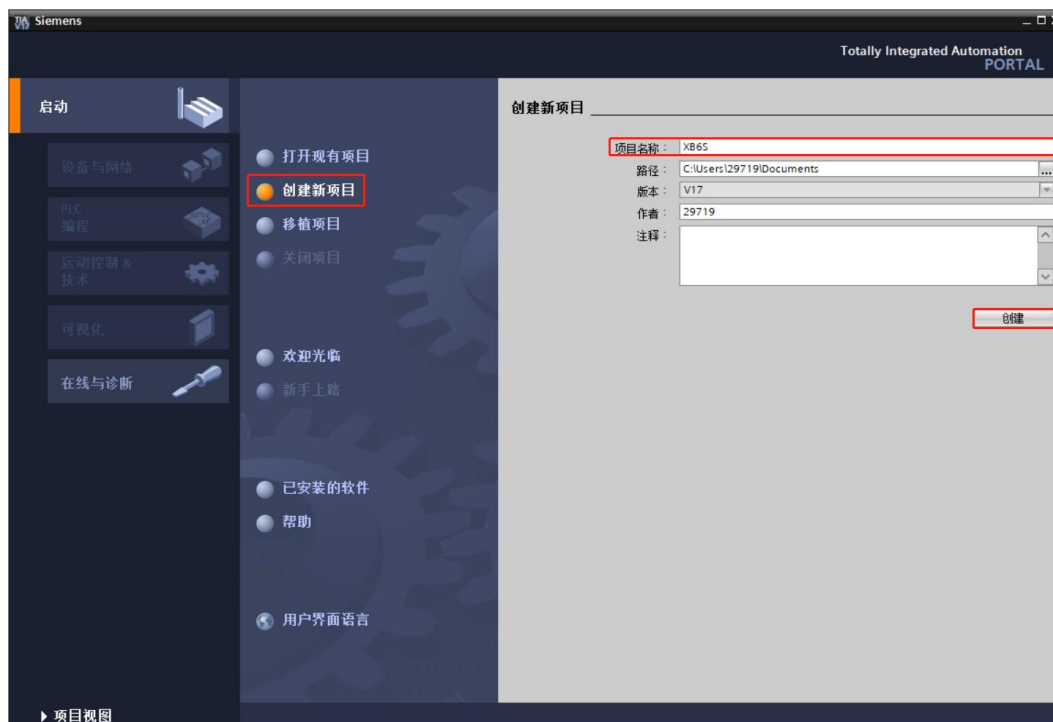 Siemens
Totally Integrated Automation
PORTAL
启动
设备与网络
PLC
编程
运动控制 &
技术
可视化
在线与诊断
打开现有项目
创建新项目
移植项目
关闭项目
欢迎光临
新手上路
已安装的软件
帮助
用户界面语言
创建新项目
项目名称： XB6S
路径： C:\Users\29719\Documents
...
版本： V17
作者： 29719
注释：
创建
项目视图